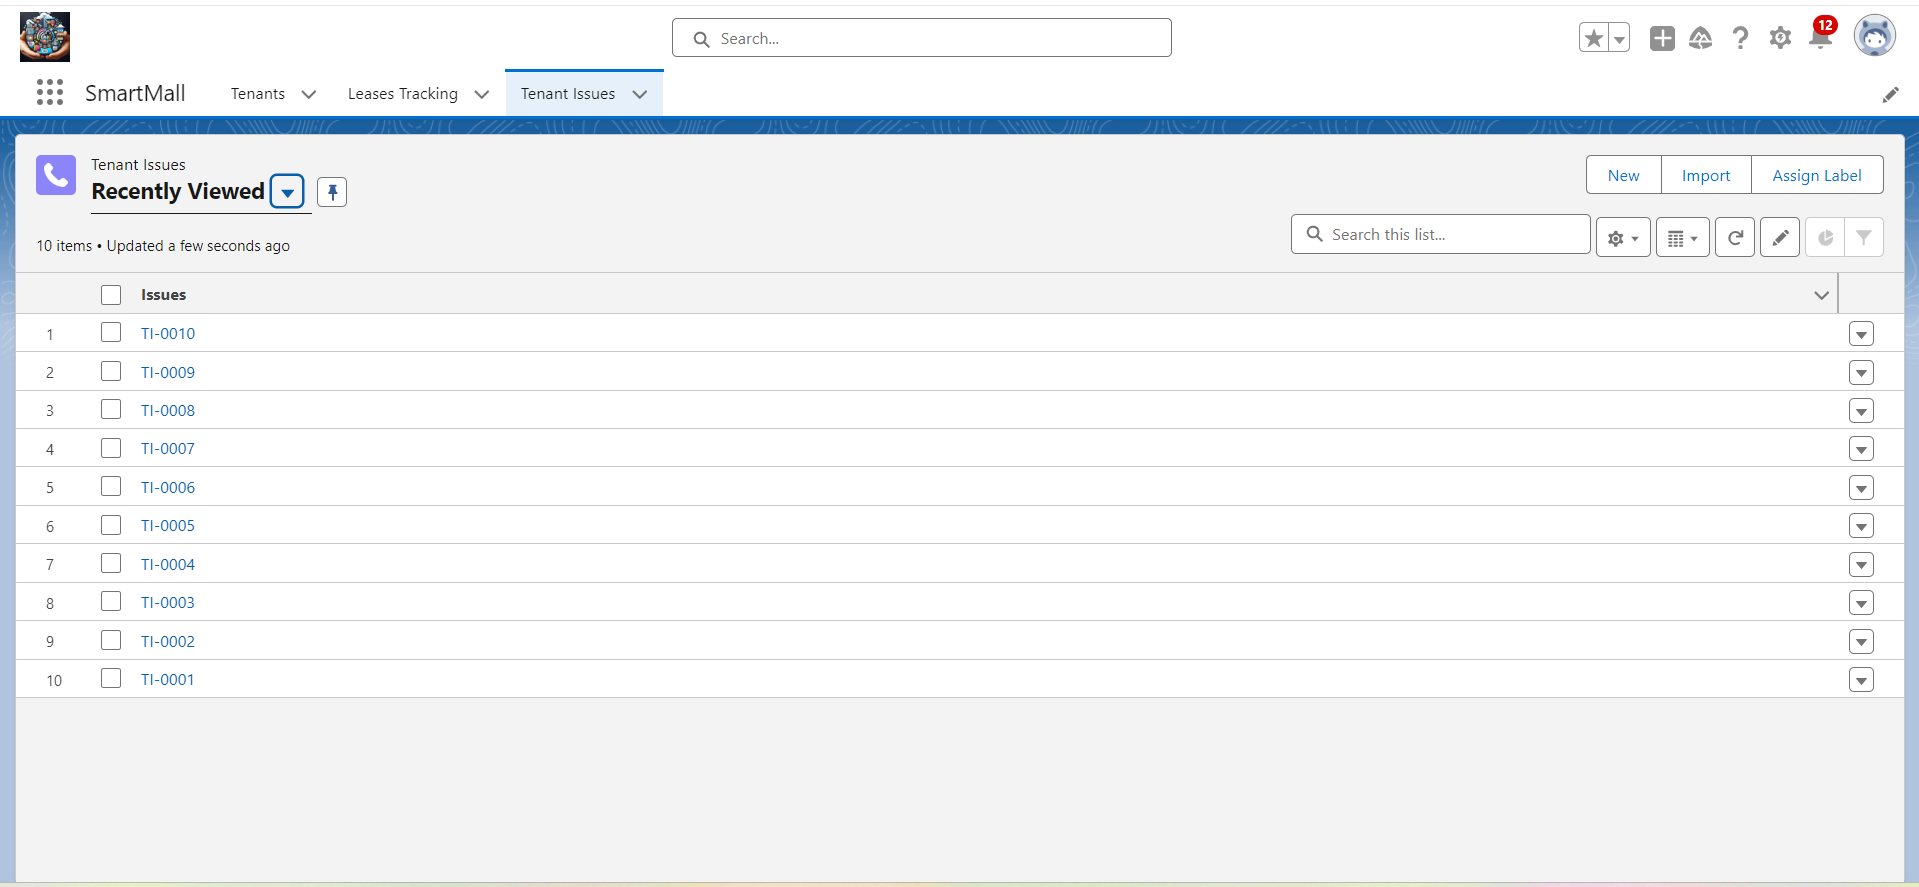 Search...
12
SmartMall
Tenants
Leases Tracking
Tenant Issues
Tenant Issues
Recently Viewed
New
Import
Assign Label
10 items • Updated a few seconds ago
Search this list...
Issues
1 TI-0010
2 TI-0009
3 TI-0008
4 TI-0007
5 TI-0006
6 TI-0005
7 TI-0004
8 TI-0003
9 TI-0002
10 TI-0001